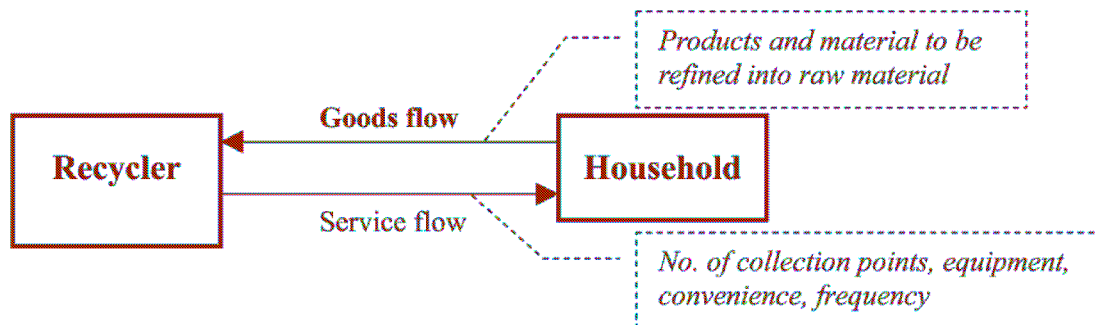 Products and material to be
refined into raw material
Goods flow
Recycler
Household
Service flow
No. of collection points, equipment,
convenience, frequency